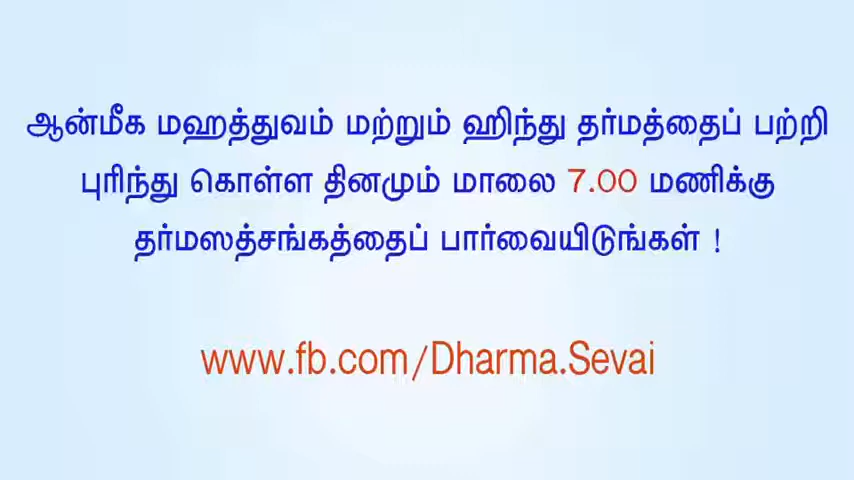 ஆன்மீக மஹத்துவம் மற்றும் ஹிந்து தர்மத்தைப் பற்றி
புரிந்து கொள்ள தினமும் மாலை 7.00 மணிக்கு
தர்மஸத்சங்கத்தைப் பார்வையிடுங்கள் !
www.fb.com/Dharma.Sevai